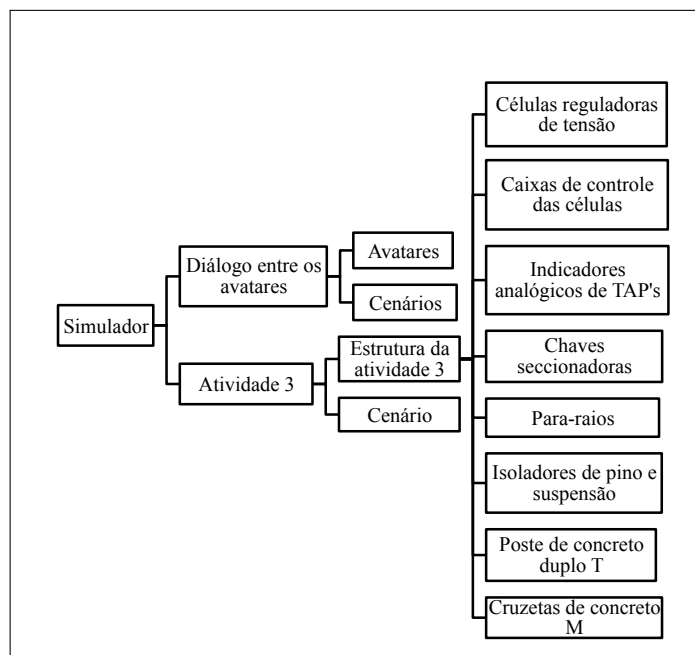 Simulador
Diálogo entre os
avatares
Avatares
Cenários
Atividade 3
Estrutura da
atividade 3
Cenário
Células reguladoras
de tensão
Caixas de controle
das células
Indicadores
analógicos de TAP's
Chaves
seccionadoras
Para-raios
Isoladores de pino e
suspensão
Poste de concreto
duplo T
Cruzetas de concreto
M